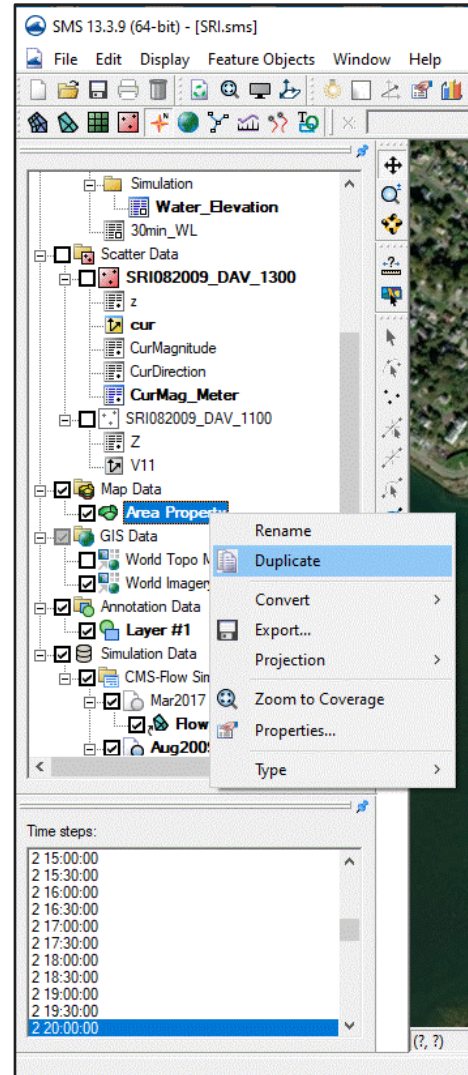 SMS 13.3.9 (64-bit) - [SRI.sms]
File Edit Display Feature Objects Window Help
Simulation
Water_Elevation
30min_WL
Scatter Data
SRI082009_DAV_1300
z
cur
CurMagnitude
CurDirection
CurMag_Meter
SRI082009_DAV_1100
Z
V11
Map Data
Area Property
GIS Data
World Topo M
World Imagery
Annotation Data
Layer #1
Simulation Data
CMS-Flow Sim
Mar2017
Flow
Aug2009
Rename
Duplicate
Convert
Export...
Projection
Zoom to Coverage
Properties...
Type
Time steps:
2 15:00:00
2 15:30:00
2 16:00:00
2 16:30:00
2 17:00:00
2 17:30:00
2 18:00:00
2 18:30:00
2 19:00:00
2 19:30:00
2 20:00:00
(?, ?)